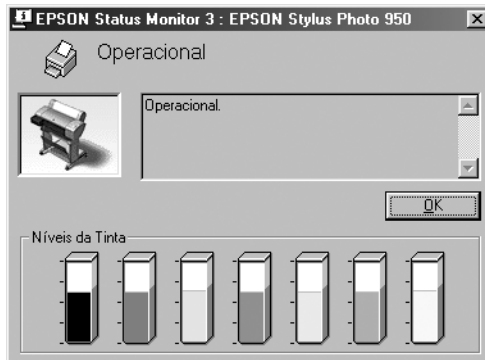 EPSON Status Monitor 3 : EPSON Stylus Photo 950
Operacional
Operacional.
OK
Níveis da Tinta